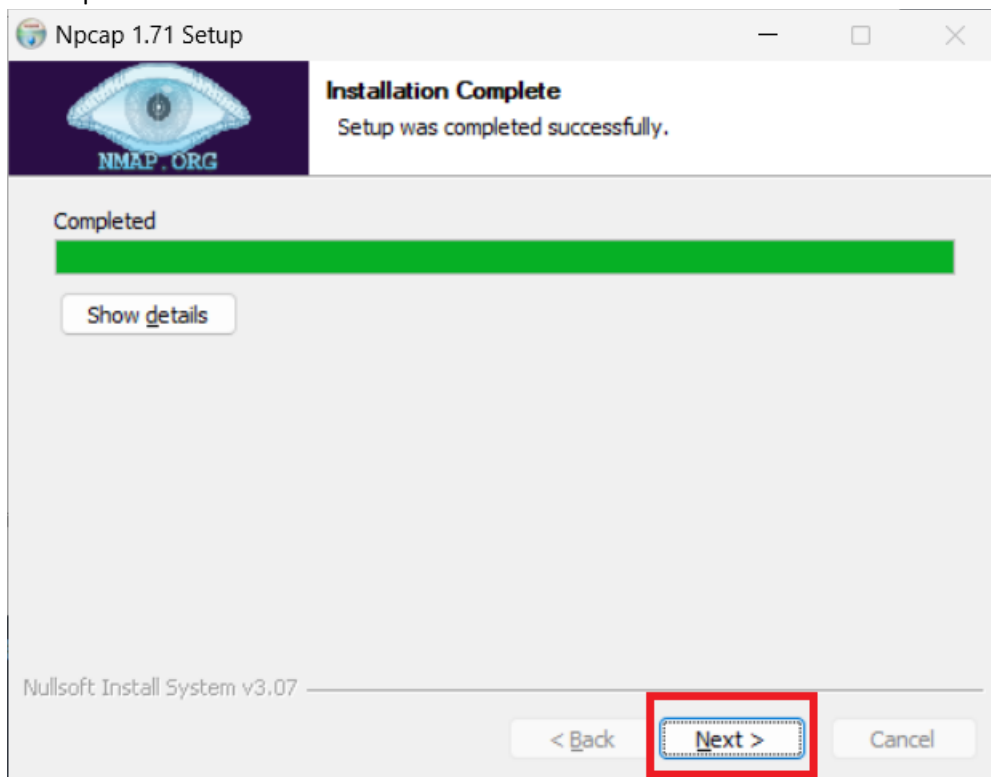 Npcap 1.71 Setup
Installation Complete
Setup was completed successfully.
NMAP.ORG
Completed
Show details
Nullsoft Install System v3.07
< Back
Next >
Cancel